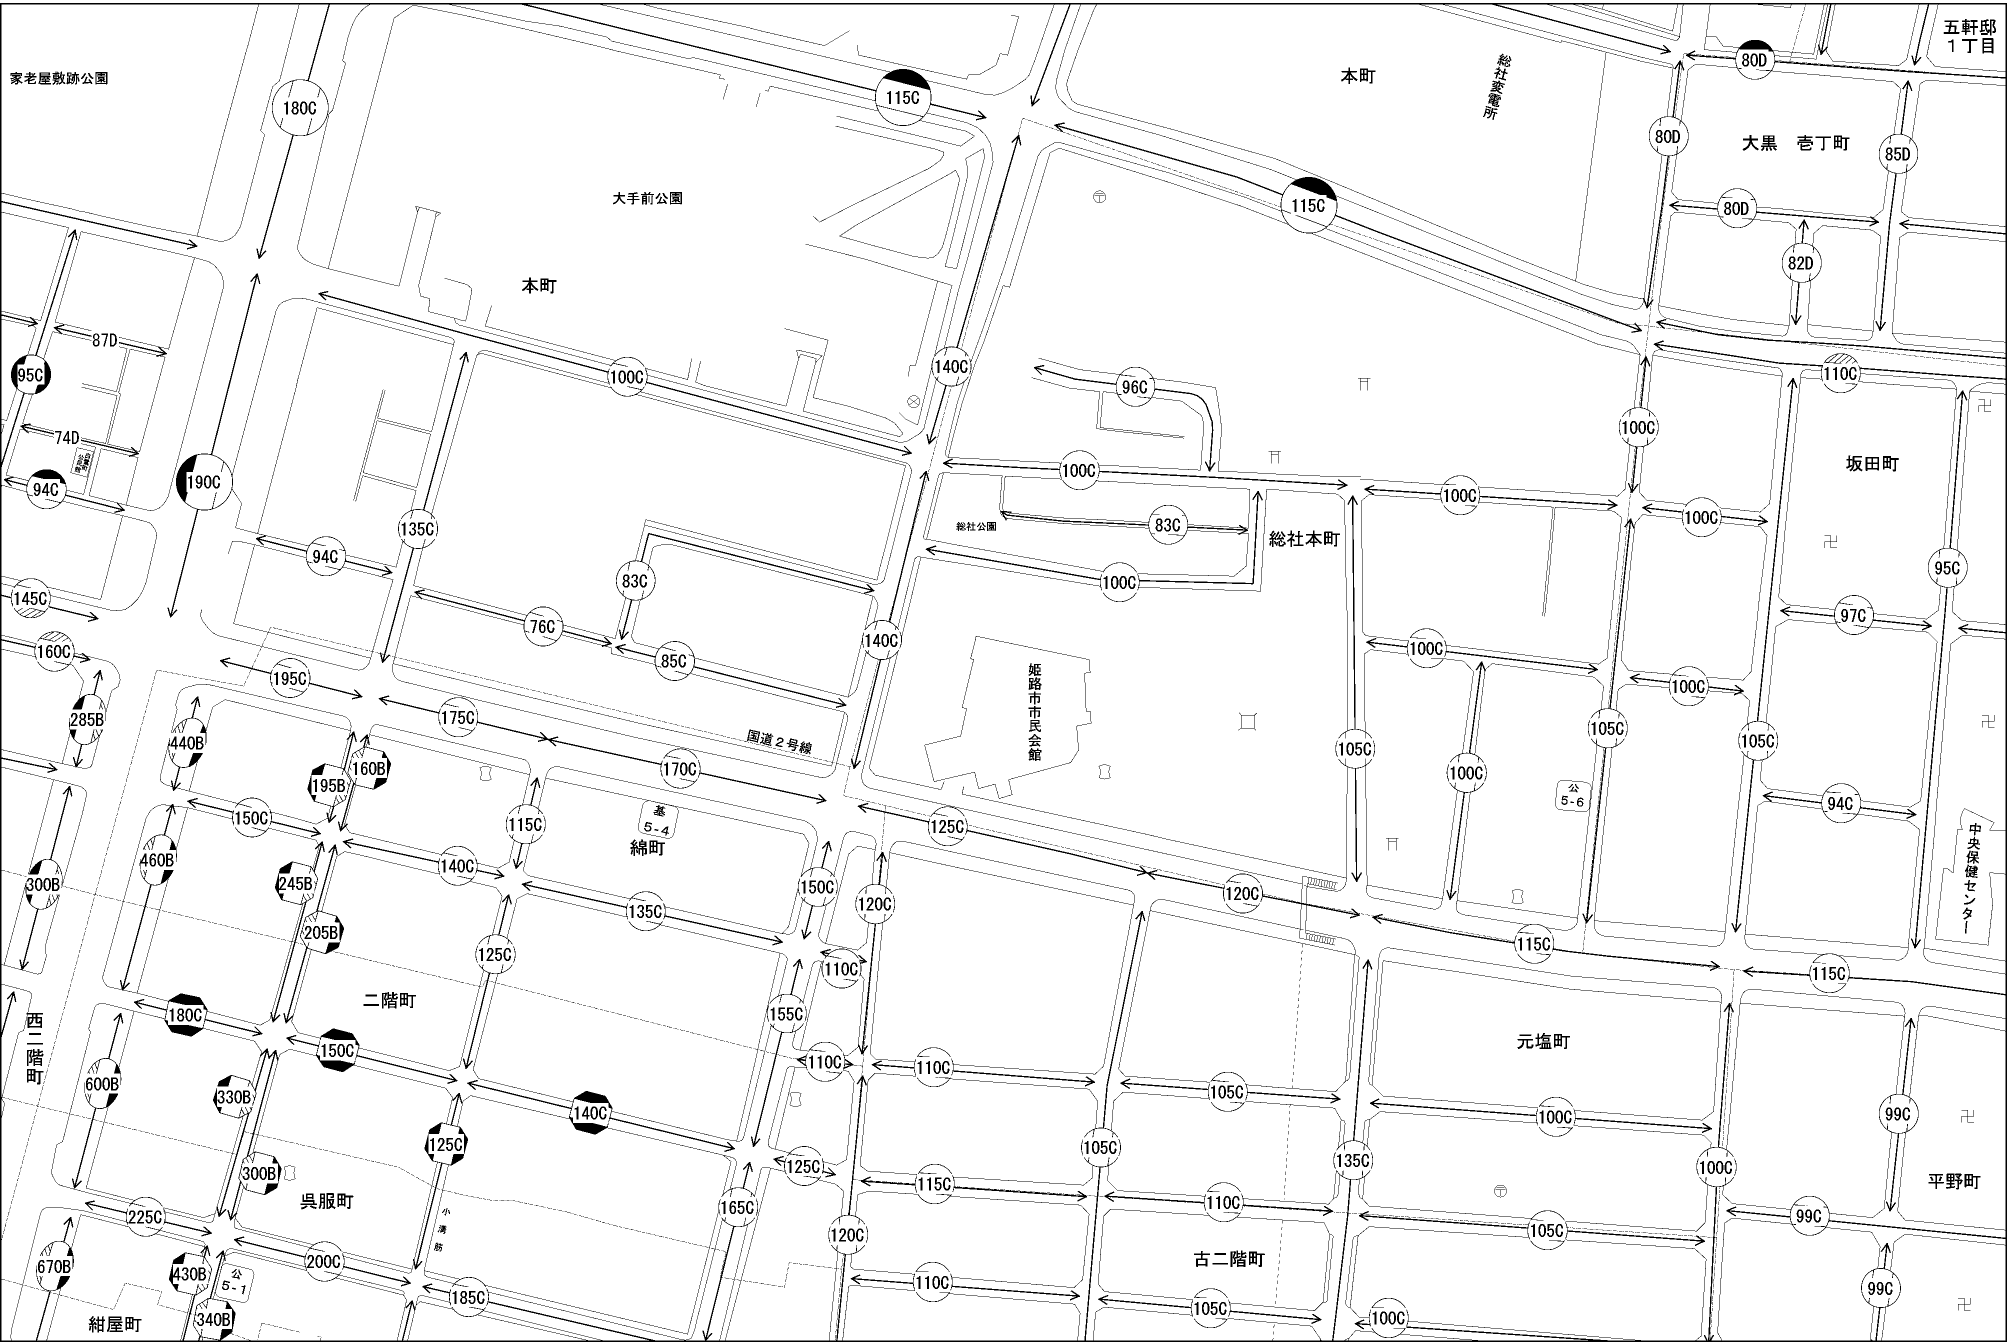 五軒邸
１丁目
家老屋敷跡公園
180C
115C
本町
総社変電所
80D
80D
大黒　壱丁町
85D
大手前公園
115C
80D
82D
本町
87D
95C
100C
140C
96C
110C
74D
100C
坂田町
94C
190C
100C
100C
100C
135C
総社公園
83C
総社本町
94C
83C
100C
95C
145C
76C
140C
97C
160C
85C
100C
195C
姫路市市民会館
100C
285B
175C
440B
国道２号線
105C
105C
105C
195B
160B
170C
100C
公
5-6
94C
150C
115C
基
5-4
125C
中央保健センター
460B
140C
綿町
300B
245B
150C
120C
120C
135C
205B
125C
110C
115C
115C
二階町
180C
155C
西二階町
150C
元塩町
110C
110C
600B
330B
140C
105C
100C
99C
125C
105C
300B
125C
135C
100C
呉服町
115C
平野町
225C
165C
110C
99C
小溝筋
120C
105C
200C
古二階町
670B
430B
公
5-1
110C
99C
185C
105C
340B
100C
紺屋町